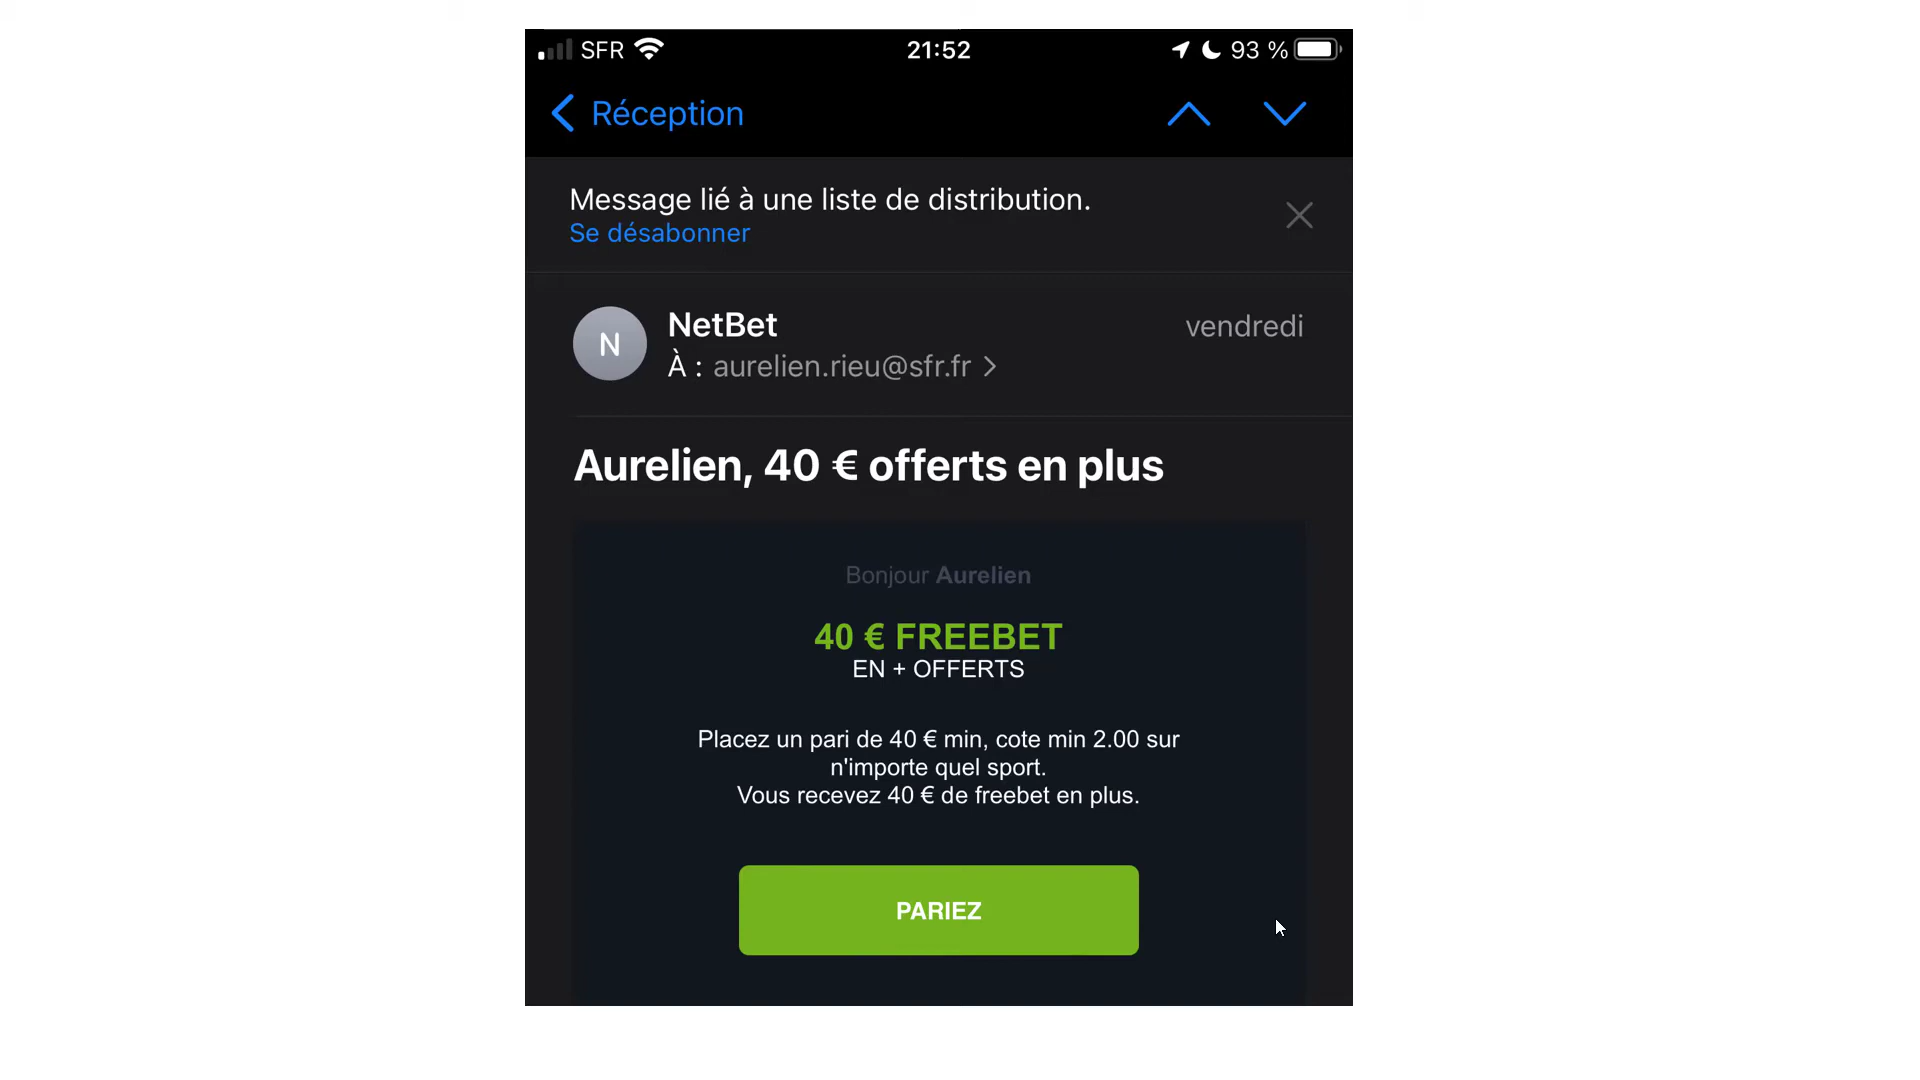 SFR 21:52 93 %
Réception
Message lié à une liste de distribution.
Se désabonner
N NetBet vendredi
À : aurelien.rieu@sfr.fr
Aurelien, 40 € offerts en plus
Bonjour Aurelien
40 € FREEBET
EN + OFFERTS
Placez un pari de 40 € min, cote min 2.00 sur
n'importe quel sport.
Vous recevez 40 € de freebet en plus.
PARIEZ